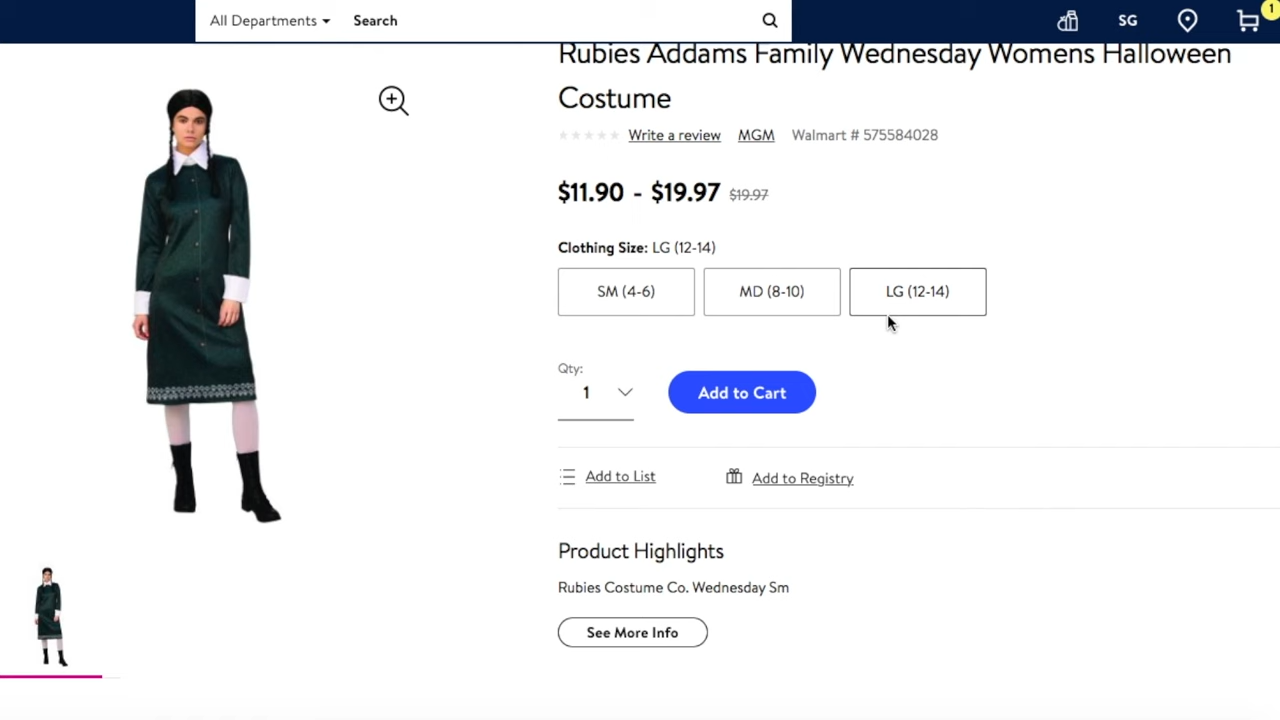 All Departments
Search
SG
1
Rubies Addams Family Wednesday Womens Halloween
Costume
Write a review
MGM
Walmart # 575584028
$11.90 - $19.97 $19.97
Clothing Size: LG (12-14)
SM (4-6)
MD (8-10)
LG (12-14)
Qty:
1
Add to Cart
Add to List
Add to Registry
Product Highlights
Rubies Costume Co. Wednesday Sm
See More Info